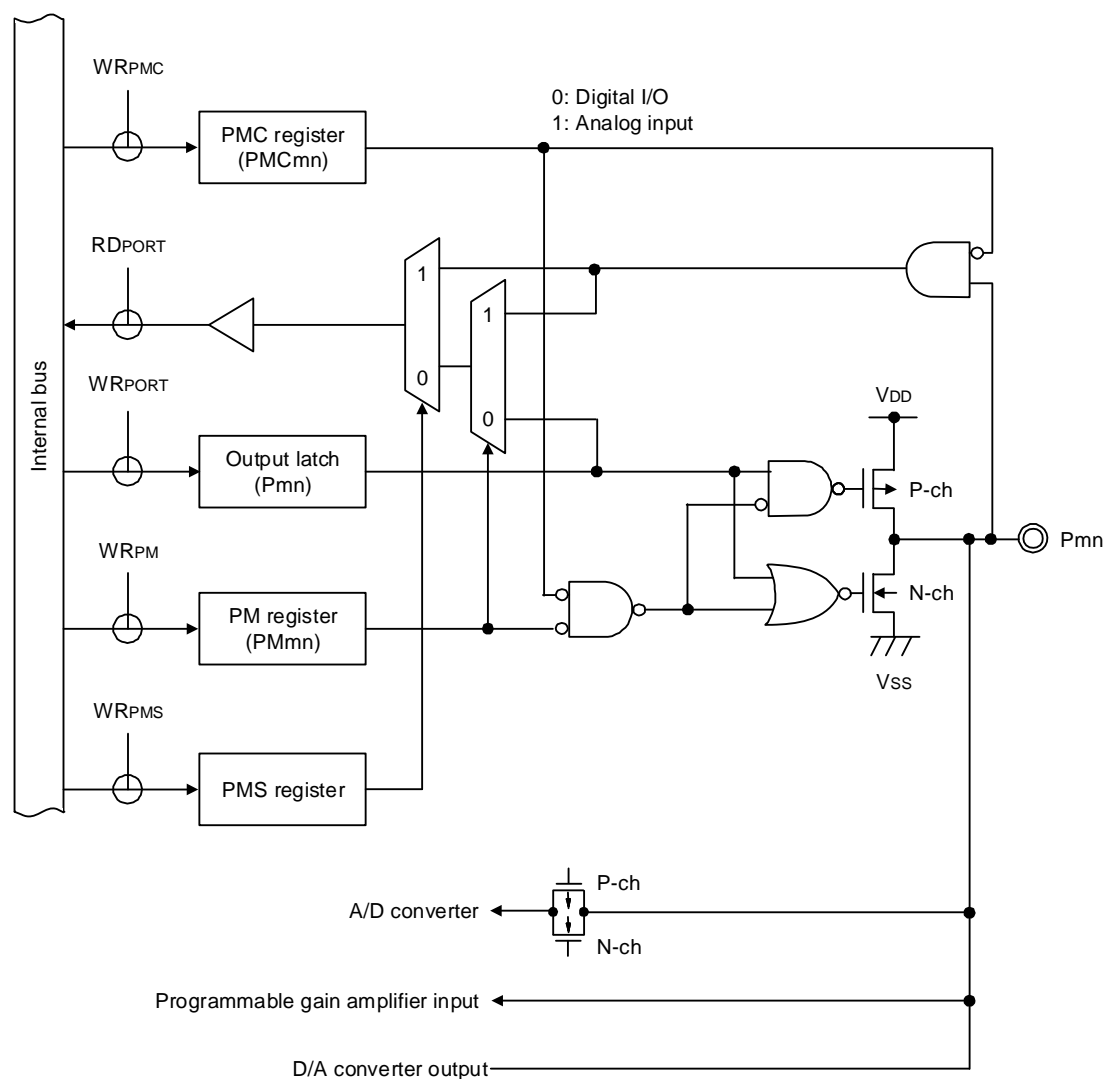 WRPMC
0: Digital I/O
1: Analog input
PMC register
(PMCmn)
RDPORT
1
1
Internal bus
0
WRPORT
0
VDD
Output latch
(Pmn)
P-ch
Pmn
WRPM
N-ch
PM register
(PMmn)
VSS
WRPMS
PMS register
P-ch
A/D converter
N-ch
Programmable gain amplifier input
D/A converter output